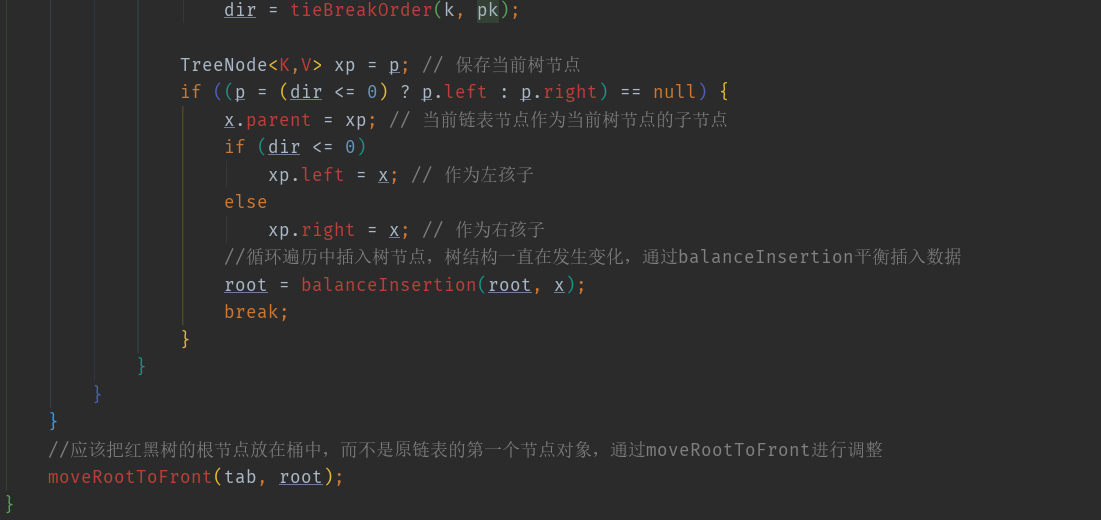 dir = tieBreakOrder(k, pk);
TreeNode<K,V> xp = p; // 保存当前树节点
if ((p = (dir <= 0) ? p.left : p.right) == null) {
x.parent = xp; // 当前链表节点作为当前树节点的子节点
if (dir <= 0)
xp.left = x; // 作为左孩子
else
xp.right = x; // 作为右孩子
//循环遍历中插入树节点，树结构一直在发生变化，通过balanceInsertion平衡插入数据
root = balanceInsertion(root, x);
break;
}
}
}
}
//应该把红黑树的根节点放在桶中，而不是原链表的第一个节点对象，通过moveRootToFront进行调整
moveRootToFront(tab, root);
}